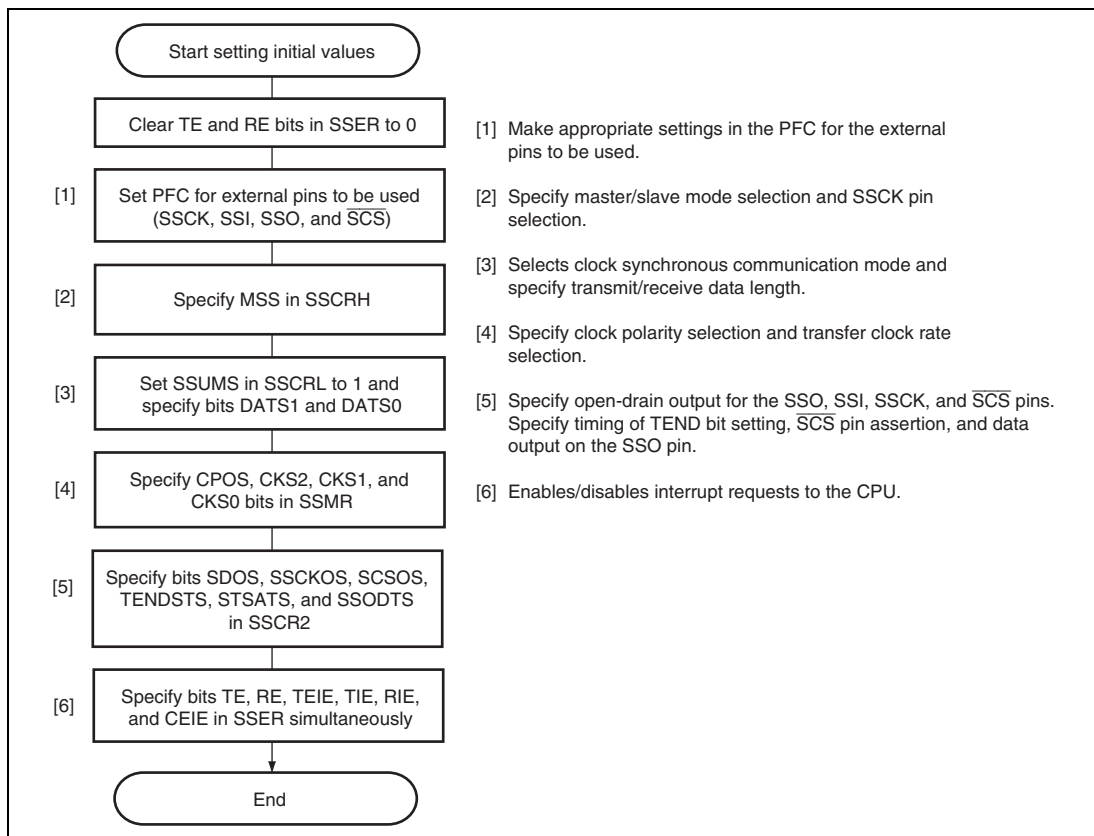 Start setting initial values
Clear TE and RE bits in SSER to 0
[1]
Set PFC for external pins to be used
(SSCK, SSI, SSO, and SCS)
[2]
Specify MSS in SSCRH
[3]
Set SSUMS in SSCRL to 1 and
specify bits DATS1 and DATS0
[4]
Specify CPOS, CKS2, CKS1, and
CKS0 bits in SSMR
[5]
Specify bits SDOS, SSCKOS, SCSOS,
TENDSTS, STSATS, and SSODTS
in SSCR2
[6]
Specify bits TE, RE, TEIE, TIE, RIE,
and CEIE in SSER simultaneously
End
[1] Make appropriate settings in the PFC for the external
pins to be used.
[2] Specify master/slave mode selection and SSCK pin
selection.
[3] Selects clock synchronous communication mode and
specify transmit/receive data length.
[4] Specify clock polarity selection and transfer clock rate
selection.
[5] Specify open-drain output for the SSO, SSI, SSCK, and SCS pins.
Specify timing of TEND bit setting, SCS pin assertion, and data
output on the SSO pin.
[6] Enables/disables interrupt requests to the CPU.